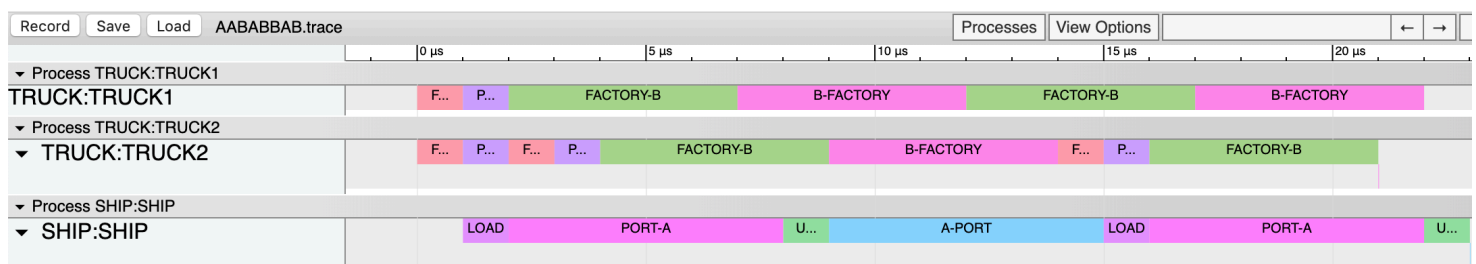 Record Save Load AABABBAB.trace Processes View Options ← →
0 μs 5 μs 10 μs 15 μs 20 μs
Process TRUCK:TRUCK1
TRUCK:TRUCK1 F... P... FACTORY-B B-FACTORY FACTORY-B B-FACTORY
Process TRUCK:TRUCK2
TRUCK:TRUCK2 F... P... F... P... FACTORY-B B-FACTORY F... P... FACTORY-B
Process SHIP:SHIP
SHIP:SHIP LOAD PORT-A U... A-PORT LOAD PORT-A U...